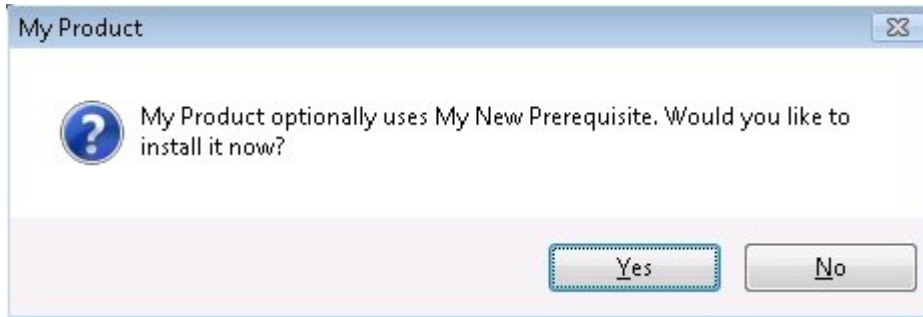 My Product
My Product optionally uses My New Prerequisite. Would you like to
install it now?
Yes
No